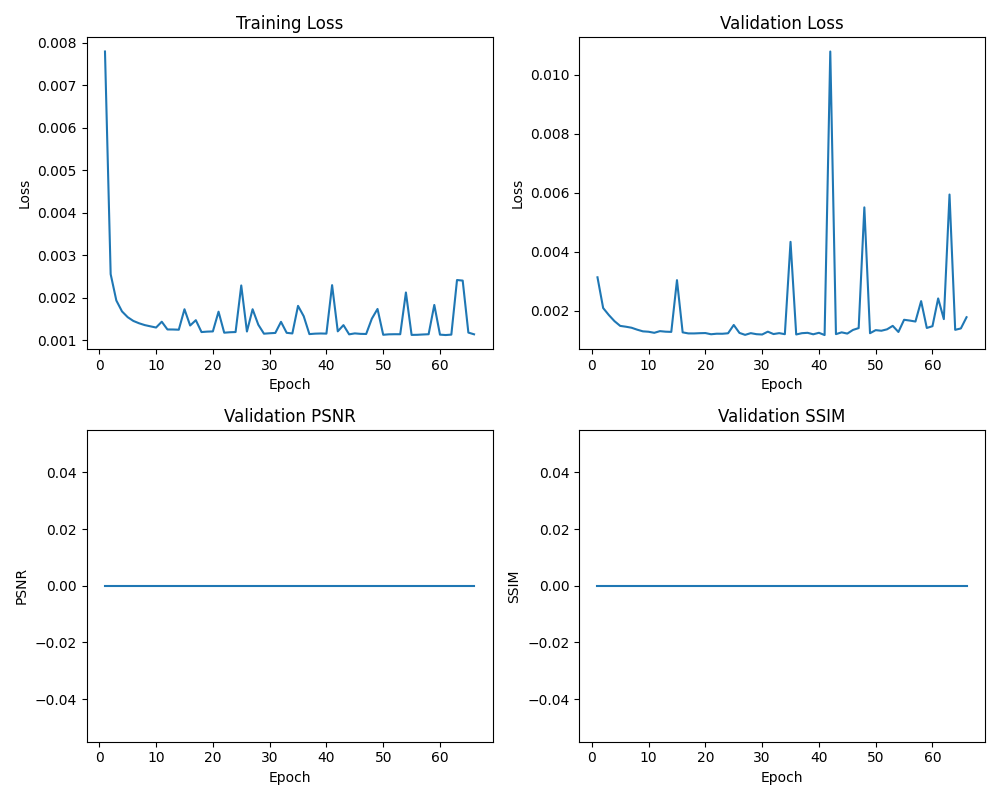 Training Loss
Validation Loss
0.008
0.007
0.006
0.005
0.004
0.003
0.002
0.001
Loss
0 10 20 30 40 50 60
Epoch
0.010
0.008
0.006
0.004
0.002
Loss
0 10 20 30 40 50 60
Epoch
Validation PSNR
Validation SSIM
0.04
0.02
0.00
−0.02
−0.04
PSNR
0 10 20 30 40 50 60
Epoch
0.04
0.02
0.00
−0.02
−0.04
SSIM
0 10 20 30 40 50 60
Epoch